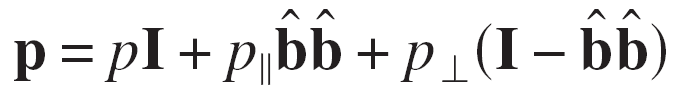 𝐩 = p𝐈 + p∥𝐛̂𝐛̂ + p⊥(𝐈 − 𝐛̂𝐛̂)